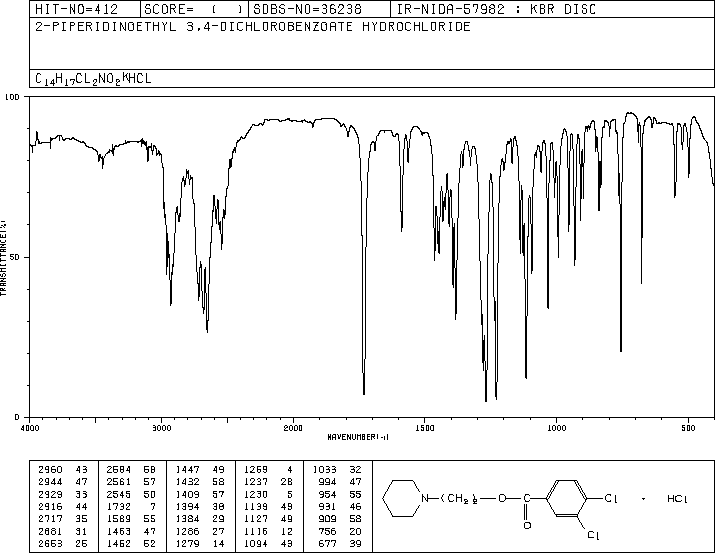 HIT-NO=412 SCORE= ( ) SDBS-NO=36238 IR-NIDA-57982 : KBR DISC
2-PIPERIDINOETHYL 3,4-DICHLOROBENZOATE HYDROCHLORIDE
C14H17CL2NO2KHCL
100
50
0
TRANSMITTANCE(%)
4000 3000 2000 1500 1000 500
WAVENUMBER(-1)
2960 43 2584 58 1447 49 1269 4 1033 32
2944 47 2561 57 1432 58 1237 28 994 47
2929 33 2545 50 1409 57 1230 5 954 55
2916 44 1732 7 1394 38 1139 49 931 46
2717 35 1589 55 1384 29 1127 49 909 58
2681 31 1463 47 1286 27 1116 12 756 20
2653 25 1452 52 1279 14 1094 43 677 39
N—(CH2)2—O—C Cl · HCl
O Cl